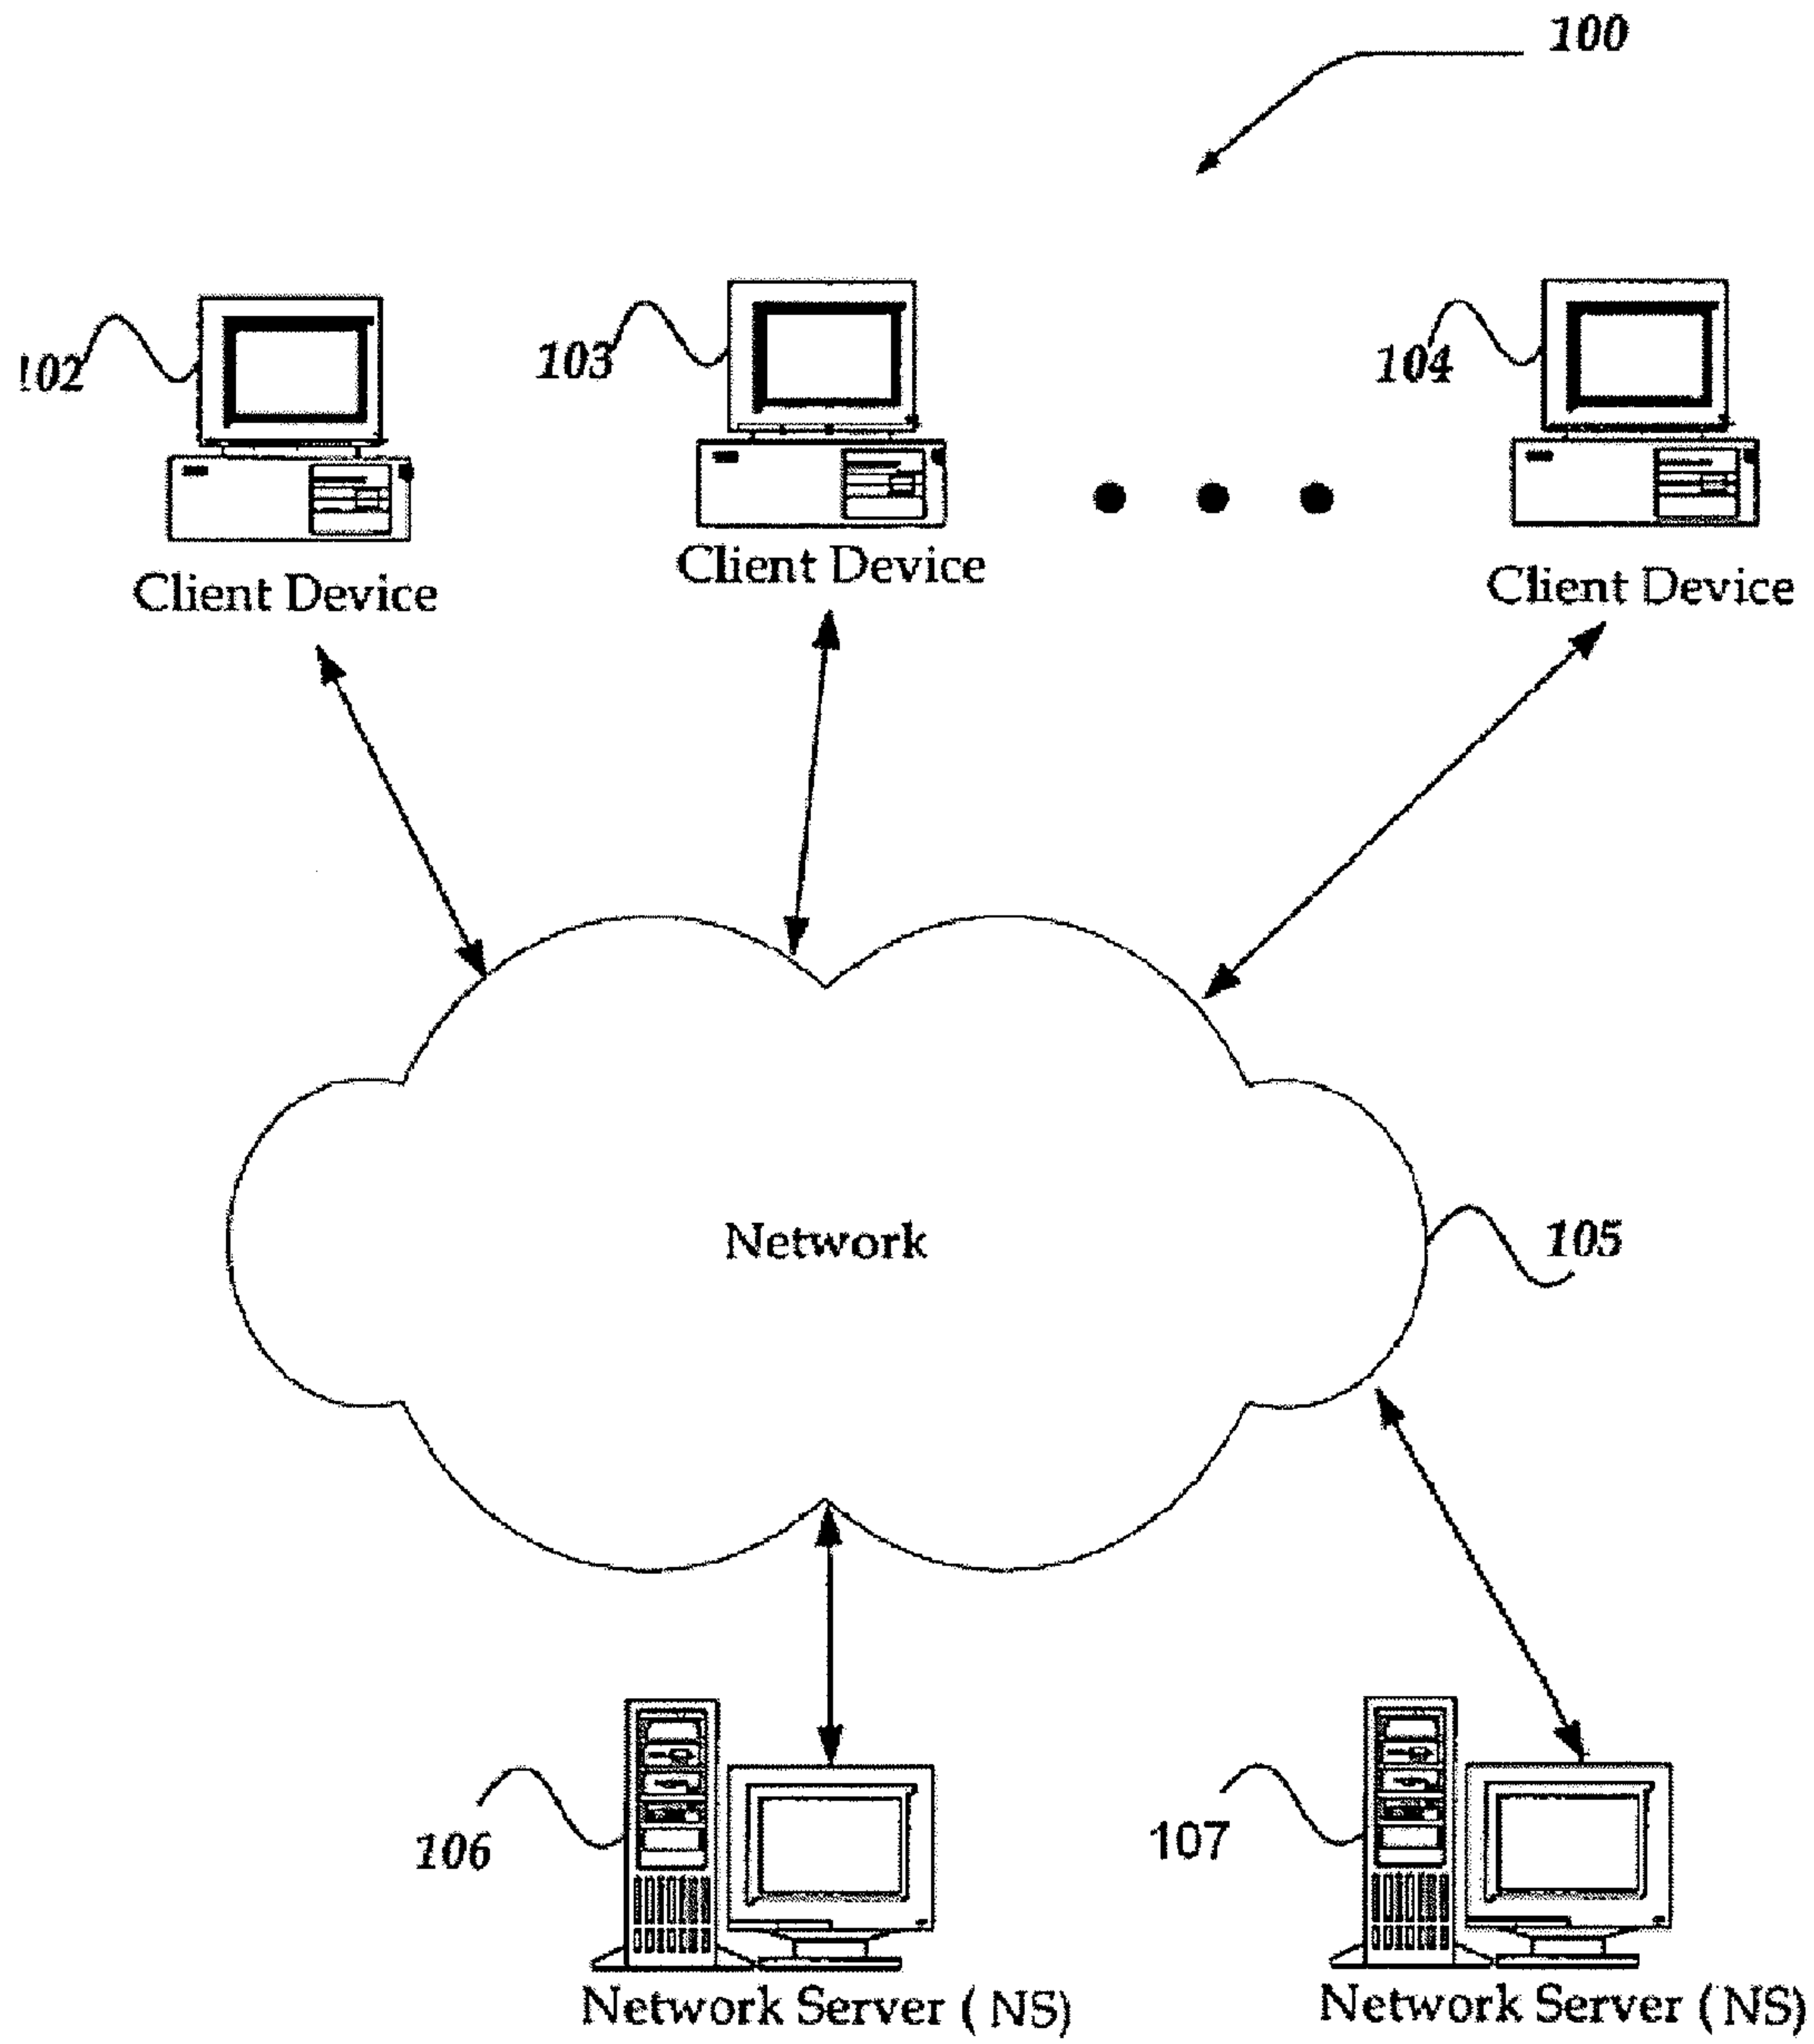 100
102
103
104
Client Device
Client Device
Client Device
Network
105
106
107
Network Server ( NS)
Network Server (NS)